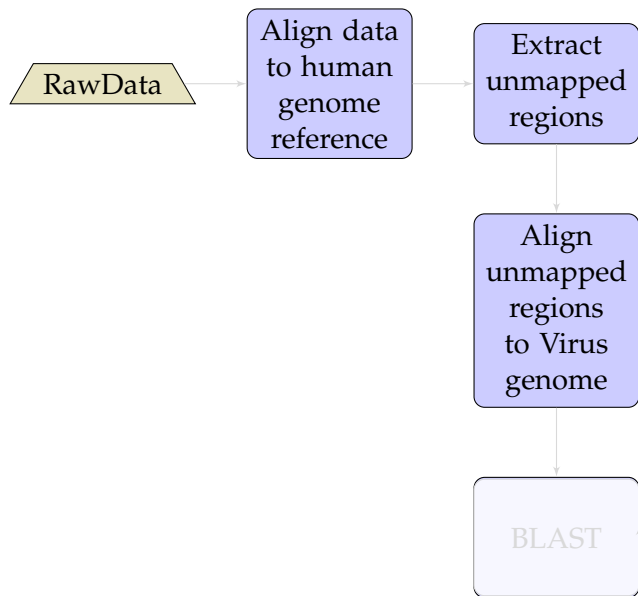 RawData
Align data
to human
genome
reference
Extract
unmapped
regions
Align
unmapped
regions
to Virus
genome
BLAST